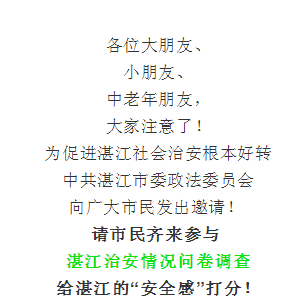 各位大朋友、
小朋友、
中老年朋友，
大家注意了！
为促进湛江社会治安根本好转
中共湛江市委政法委员会
向广大市民发出邀请！
请市民齐来参与
湛江治安情况问卷调查
给湛江的“安全感”打分！